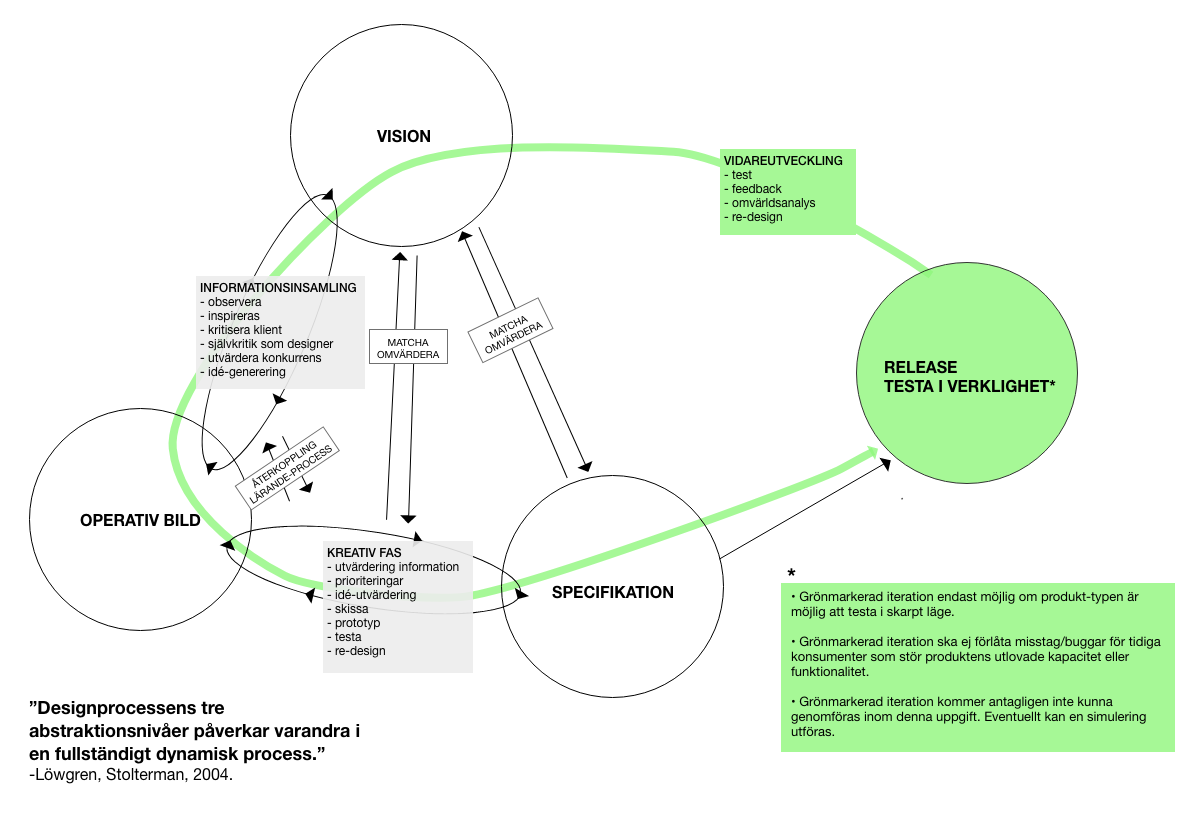 VISION
VIDAREUTVECKLING
- test
- feedback
- omvärldsanalys
- re-design
INFORMATIONSINSAMLING
- observera
- inspireras
- kritisera klient
- självkritik som designer
- utvärdera konkurrens
- idé-generering
MATCHA
OMVÄRDERA
MATCHA
OMVÄRDERA
RELEASE
TESTA I VERKLIGHET*
ÅTERKOPPLING
LÄRANDE-PROCESS
OPERATIV BILD
KREATIV FAS
- utvärdering information
- prioriteringar
- idé-utvärdering
- skissa
- prototyp
- testa
- re-design
SPECIFIKATION
*
• Grönmarkerad iteration endast möjlig om produkt-typen är
möjlig att testa i skarpt läge.
• Grönmarkerad iteration ska ej förlåta misstag/buggar för tidiga
konsumenter som stör produktens utlovade kapacitet eller
funktionalitet.
• Grönmarkerad iteration kommer antagligen inte kunna
genomföras inom denna uppgift. Eventuellt kan en simulering
utföras.
”Designprocessens tre
abstraktionsnivåer påverkar varandra i
en fullständigt dynamisk process.”
-Löwgren, Stolterman, 2004.